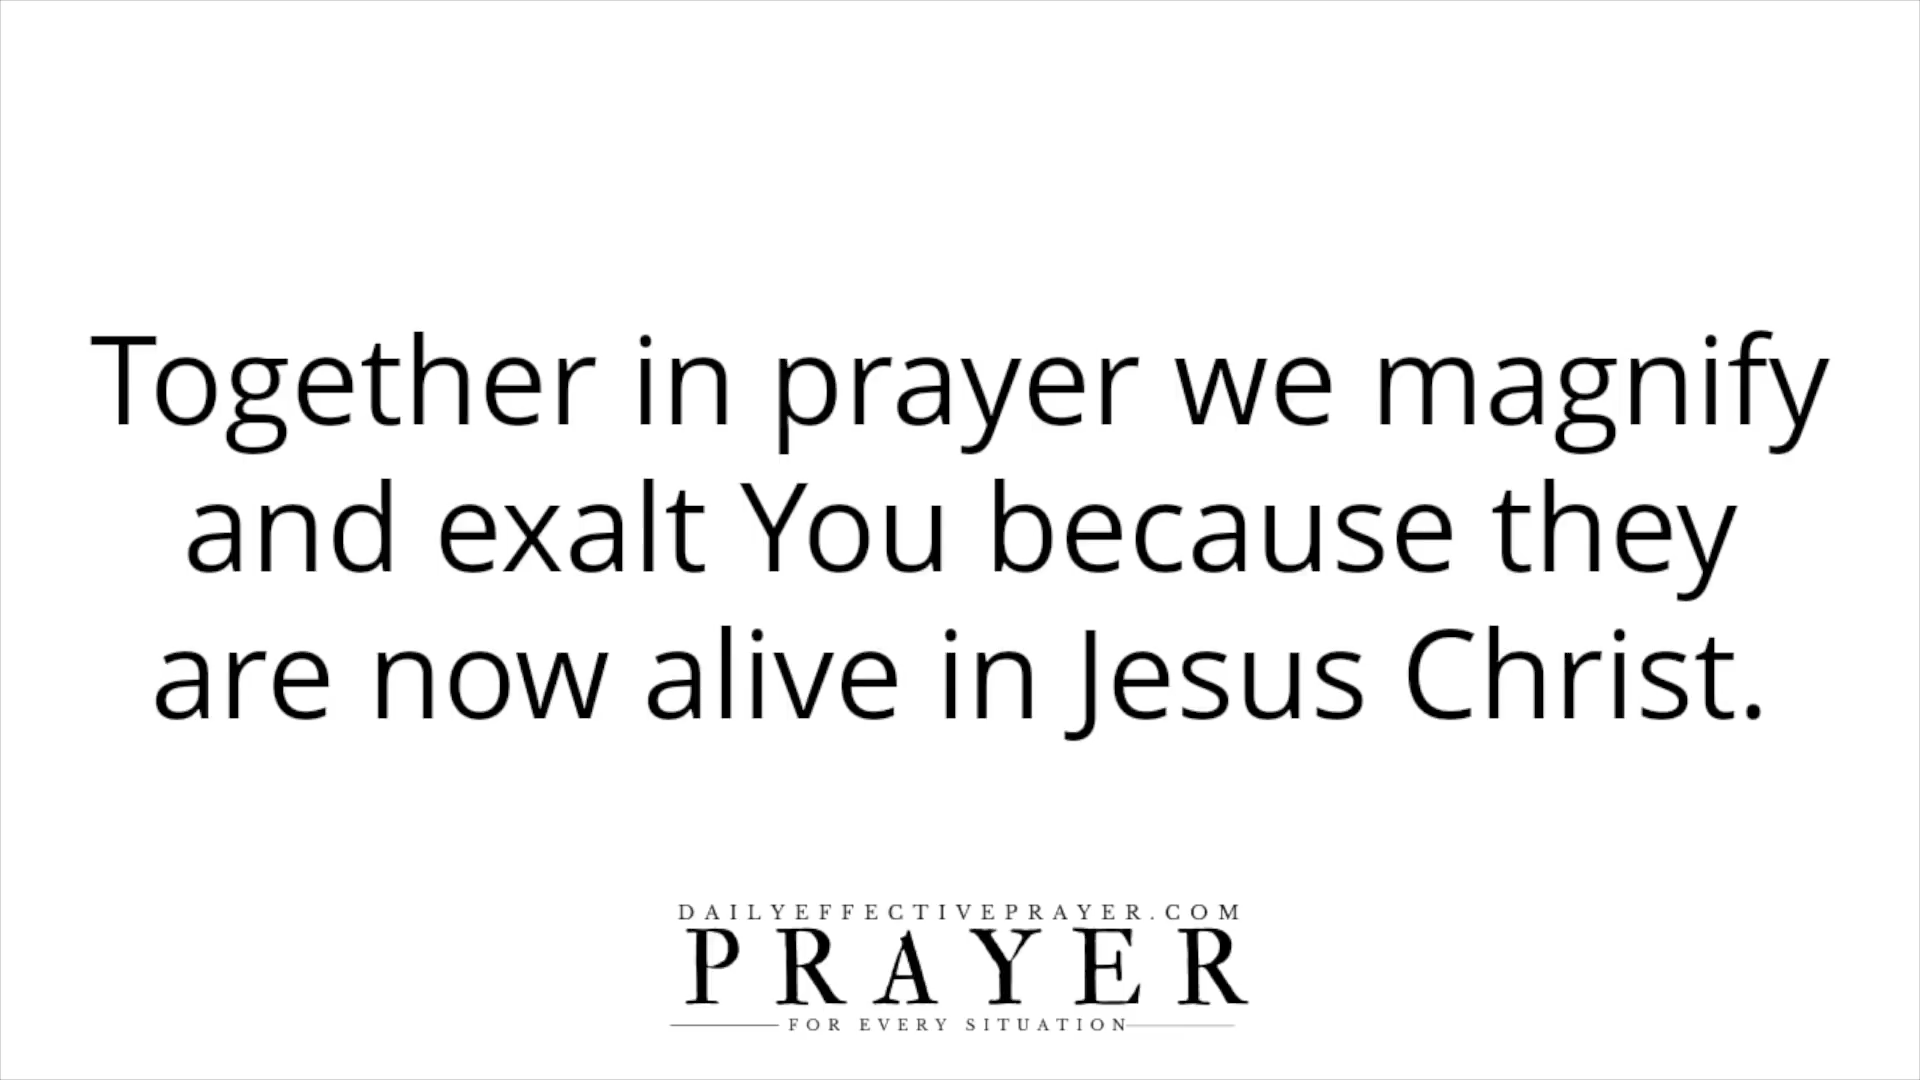 Together in prayer we magnify
and exalt You because they
are now alive in Jesus Christ.
DAILYEFFECTIVEPRAYER.COM
PRAYER
FOR EVERY SITUATION